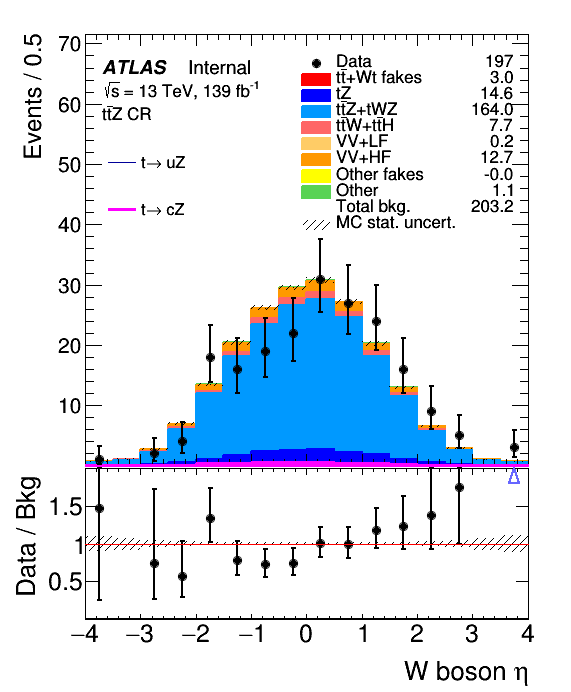 Events / 0.5
70
60
50
40
30
20
10
ATLAS Internal
√s = 13 TeV, 139 fb⁻¹
tt̄Z CR
t→ uZ
t→ cZ
Data 197
tt̄+Wt fakes 3.0
tZ 14.6
tt̄Z+tWZ 164.0
tt̄W+tt̄H 7.7
VV+LF 0.2
VV+HF 12.7
Other fakes -0.0
Other 1.1
Total bkg. 203.2
MC stat. uncert.
Data / Bkg
1.5
1
0.5
−4 −3 −2 −1 0 1 2 3 4
W boson η